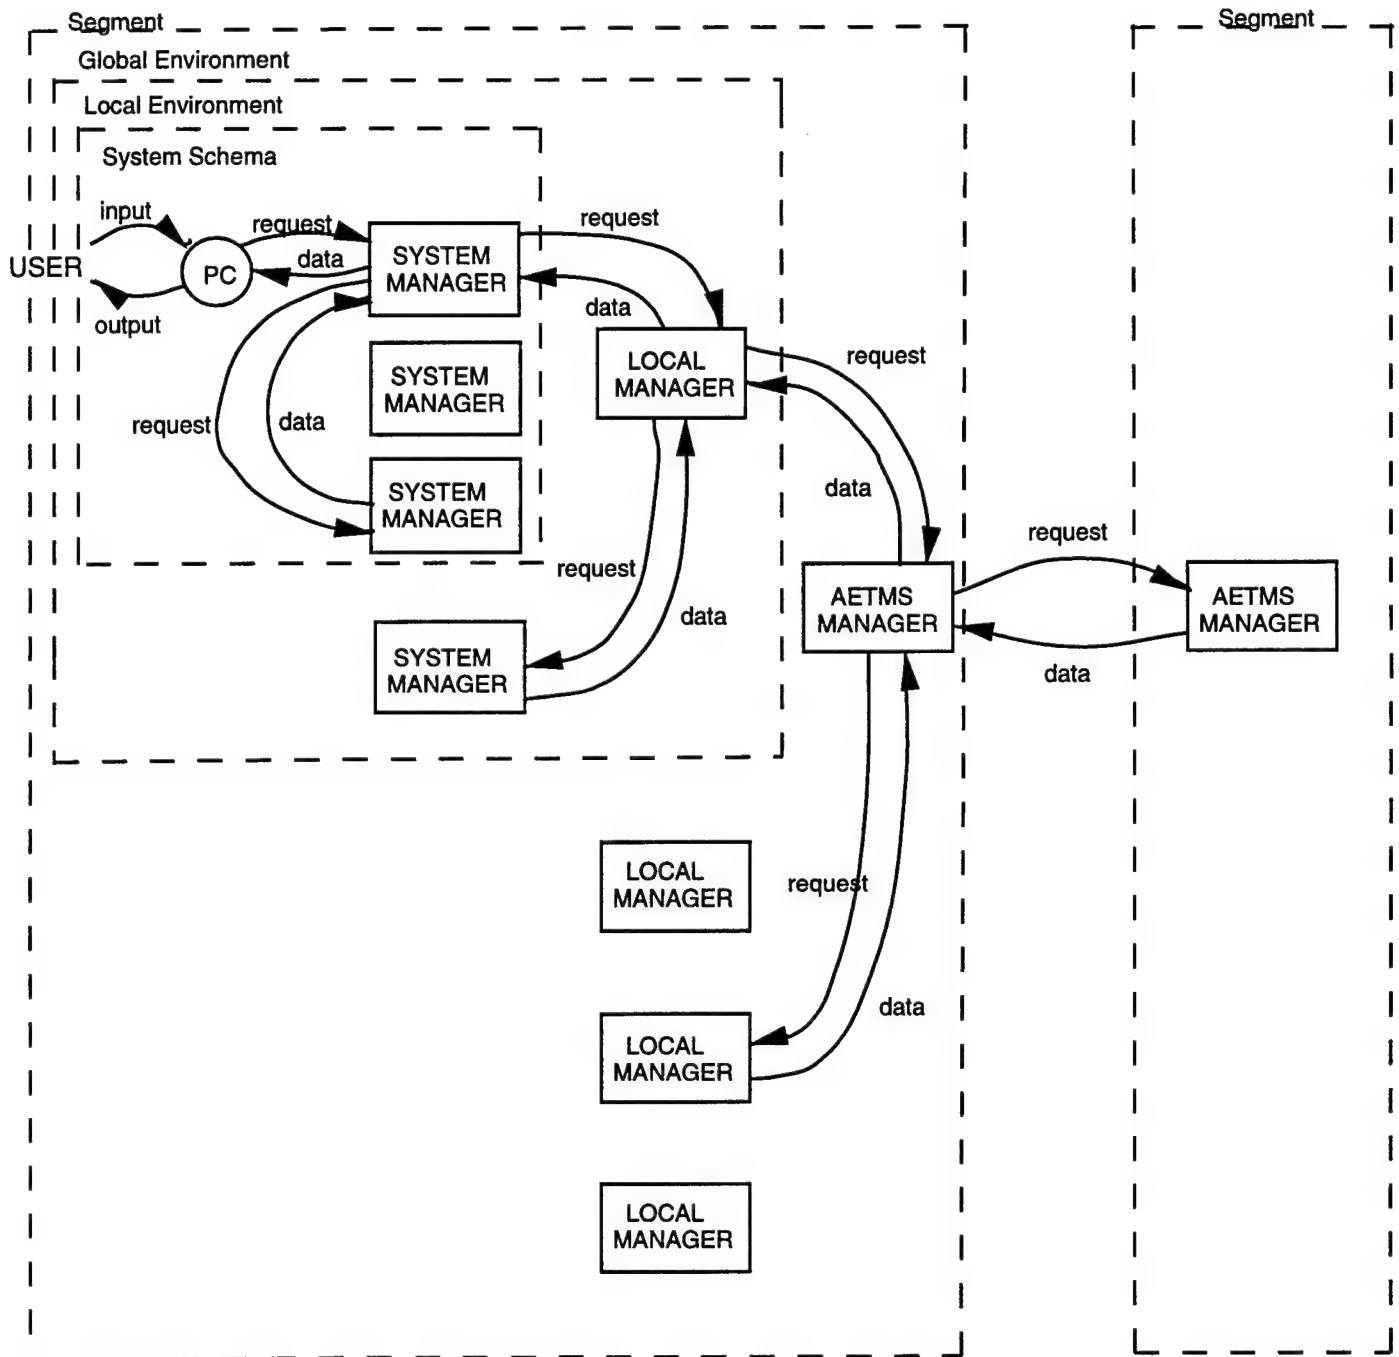 Segment
Segment
Global Environment
Local Environment
System Schema
input
request
request
USER
PC
data
SYSTEM
MANAGER
data
output
LOCAL
MANAGER
request
SYSTEM
MANAGER
request
data
data
SYSTEM
MANAGER
request
request
AETMS
MANAGER
AETMS
MANAGER
data
SYSTEM
MANAGER
data
LOCAL
MANAGER
request
data
LOCAL
MANAGER
LOCAL
MANAGER